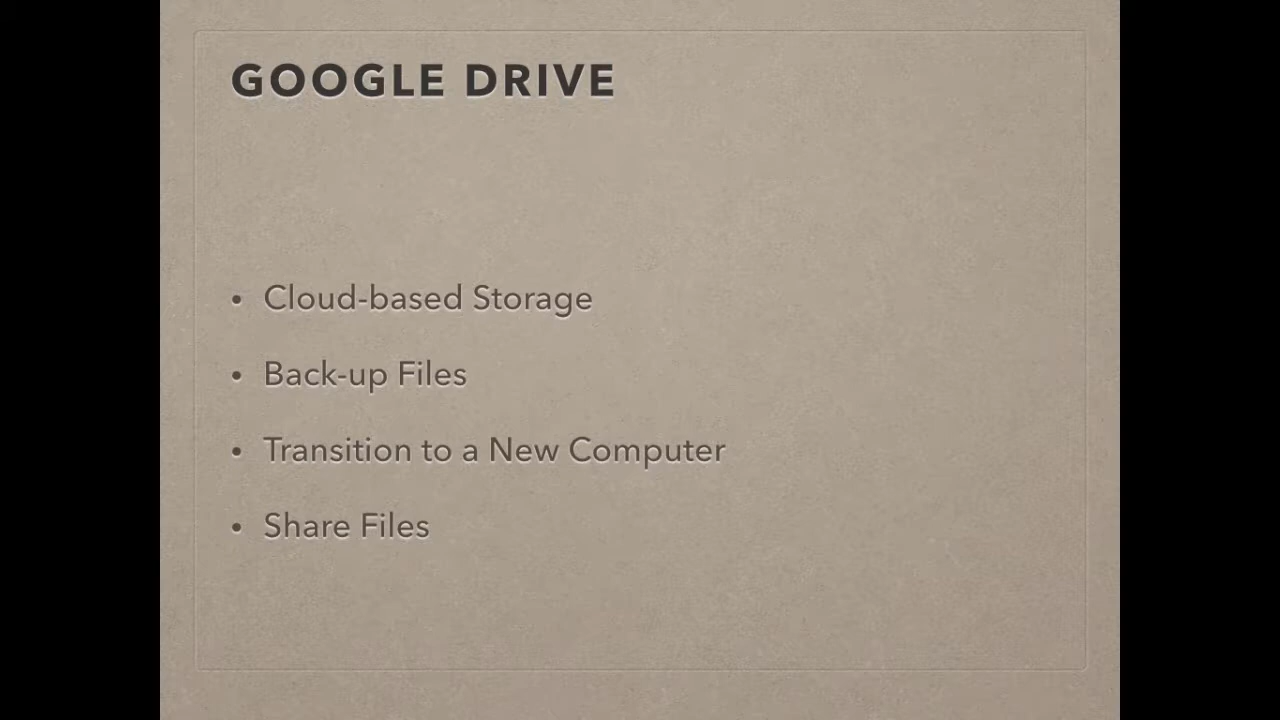 GOOGLE DRIVE
• Cloud-based Storage
• Back-up Files
• Transition to a New Computer
• Share Files